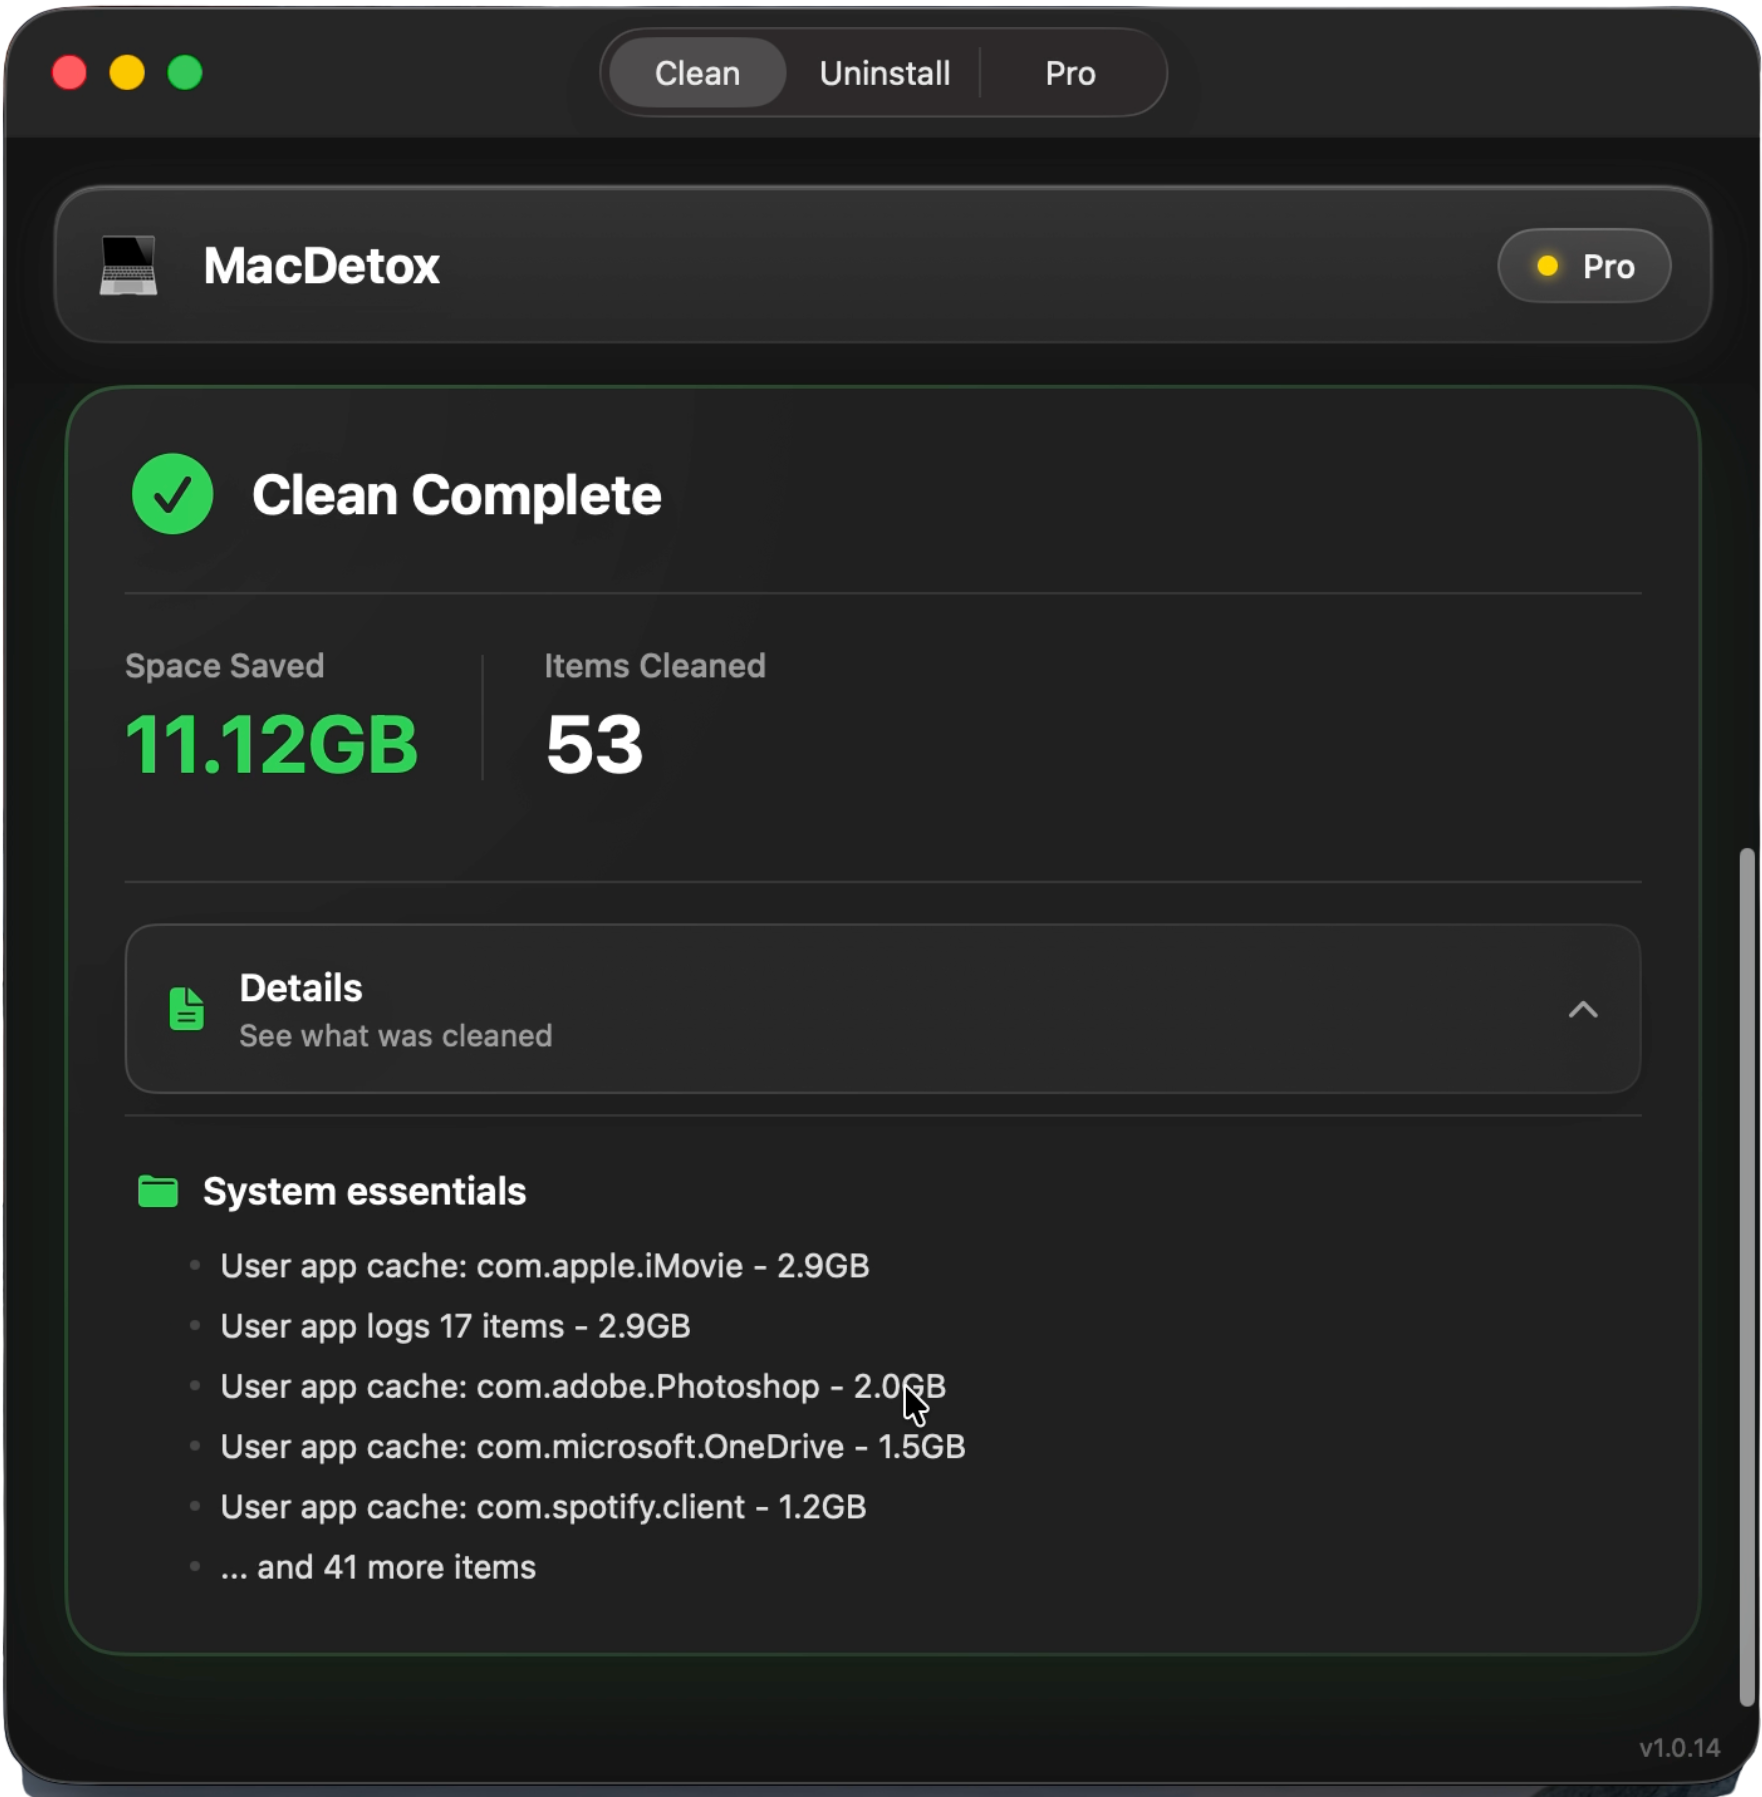 Clean Uninstall Pro
MacDetox
Pro
Clean Complete
Space Saved
11.12GB
Items Cleaned
53
Details
See what was cleaned
System essentials
User app cache: com.apple.iMovie - 2.9GB
User app logs 17 items - 2.9GB
User app cache: com.adobe.Photoshop - 2.0GB
User app cache: com.microsoft.OneDrive - 1.5GB
User app cache: com.spotify.client - 1.2GB
... and 41 more items
v1.0.14